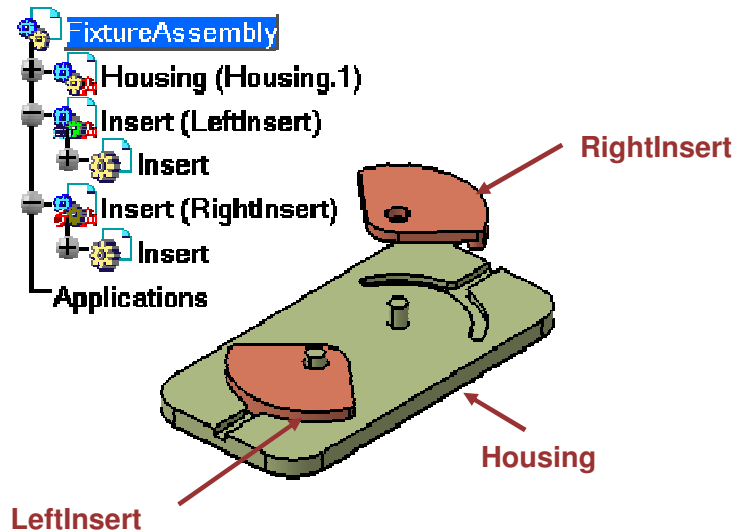 FixtureAssembly
Housing (Housing.1)
Insert (LeftInsert)
Insert
Insert (RightInsert)
Insert
Applications
RightInsert
Housing
LeftInsert